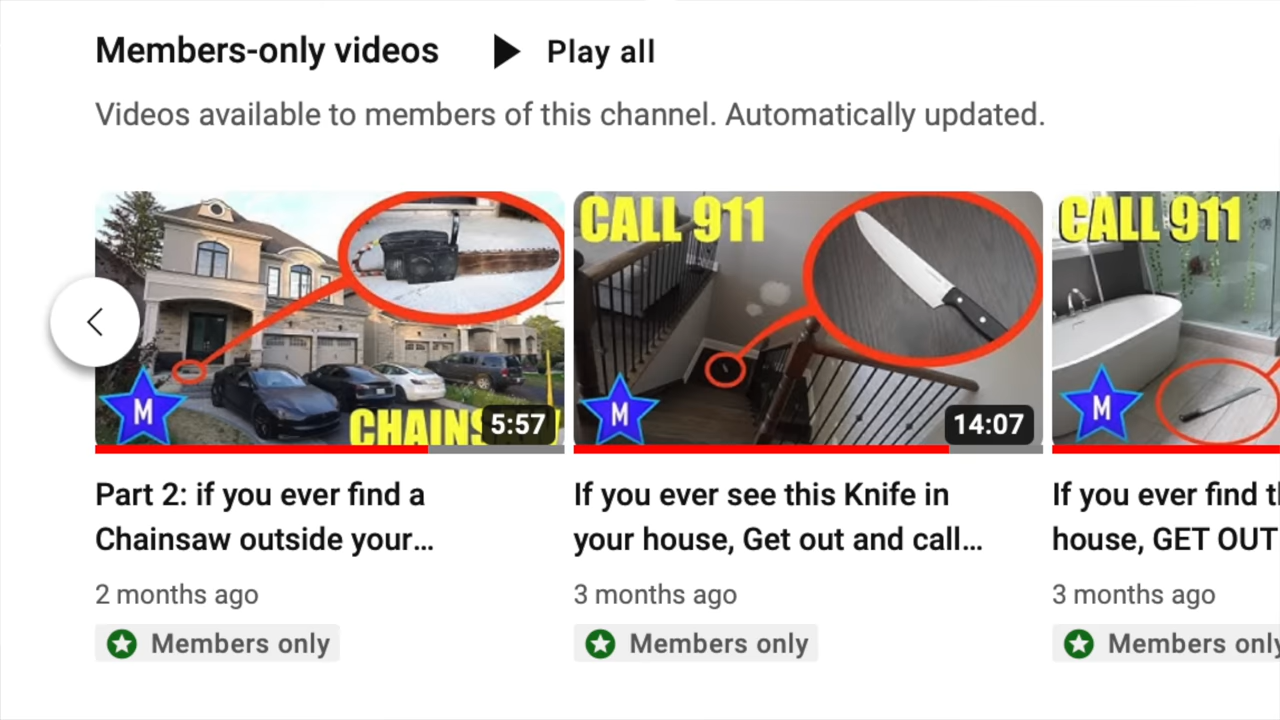 Members-only videos
Play all
Videos available to members of this channel. Automatically updated.
CHAINS
5:57
M
CALL 911
14:07
M
CALL 911
M
Part 2: if you ever find a
Chainsaw outside your...
2 months ago
Members only
If you ever see this Knife in
your house, Get out and call...
3 months ago
Members only
If you ever find t
house, GET OUT
3 months ago
Members only